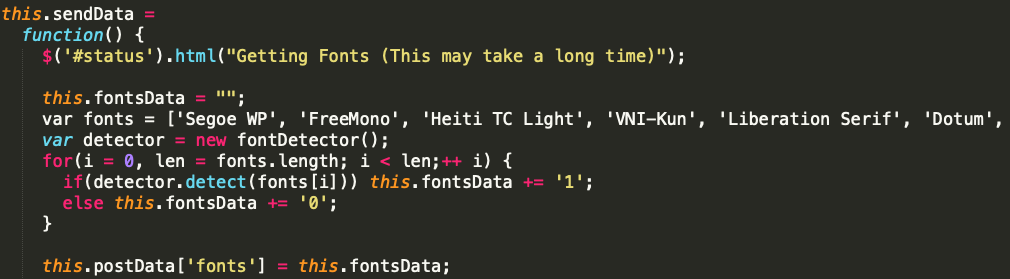 this.sendData =
function() {
$('#status').html("Getting Fonts (This may take a long time)");
this.fontsData = "";
var fonts = ['Segoe WP', 'FreeMono', 'Heiti TC Light', 'VNI-Kun', 'Liberation Serif', 'Dotum',
var detector = new fontDetector();
for(i = 0, len = fonts.length; i < len;++ i) {
if(detector.detect(fonts[i])) this.fontsData += '1';
else this.fontsData += '0';
}
this.postData['fonts'] = this.fontsData;